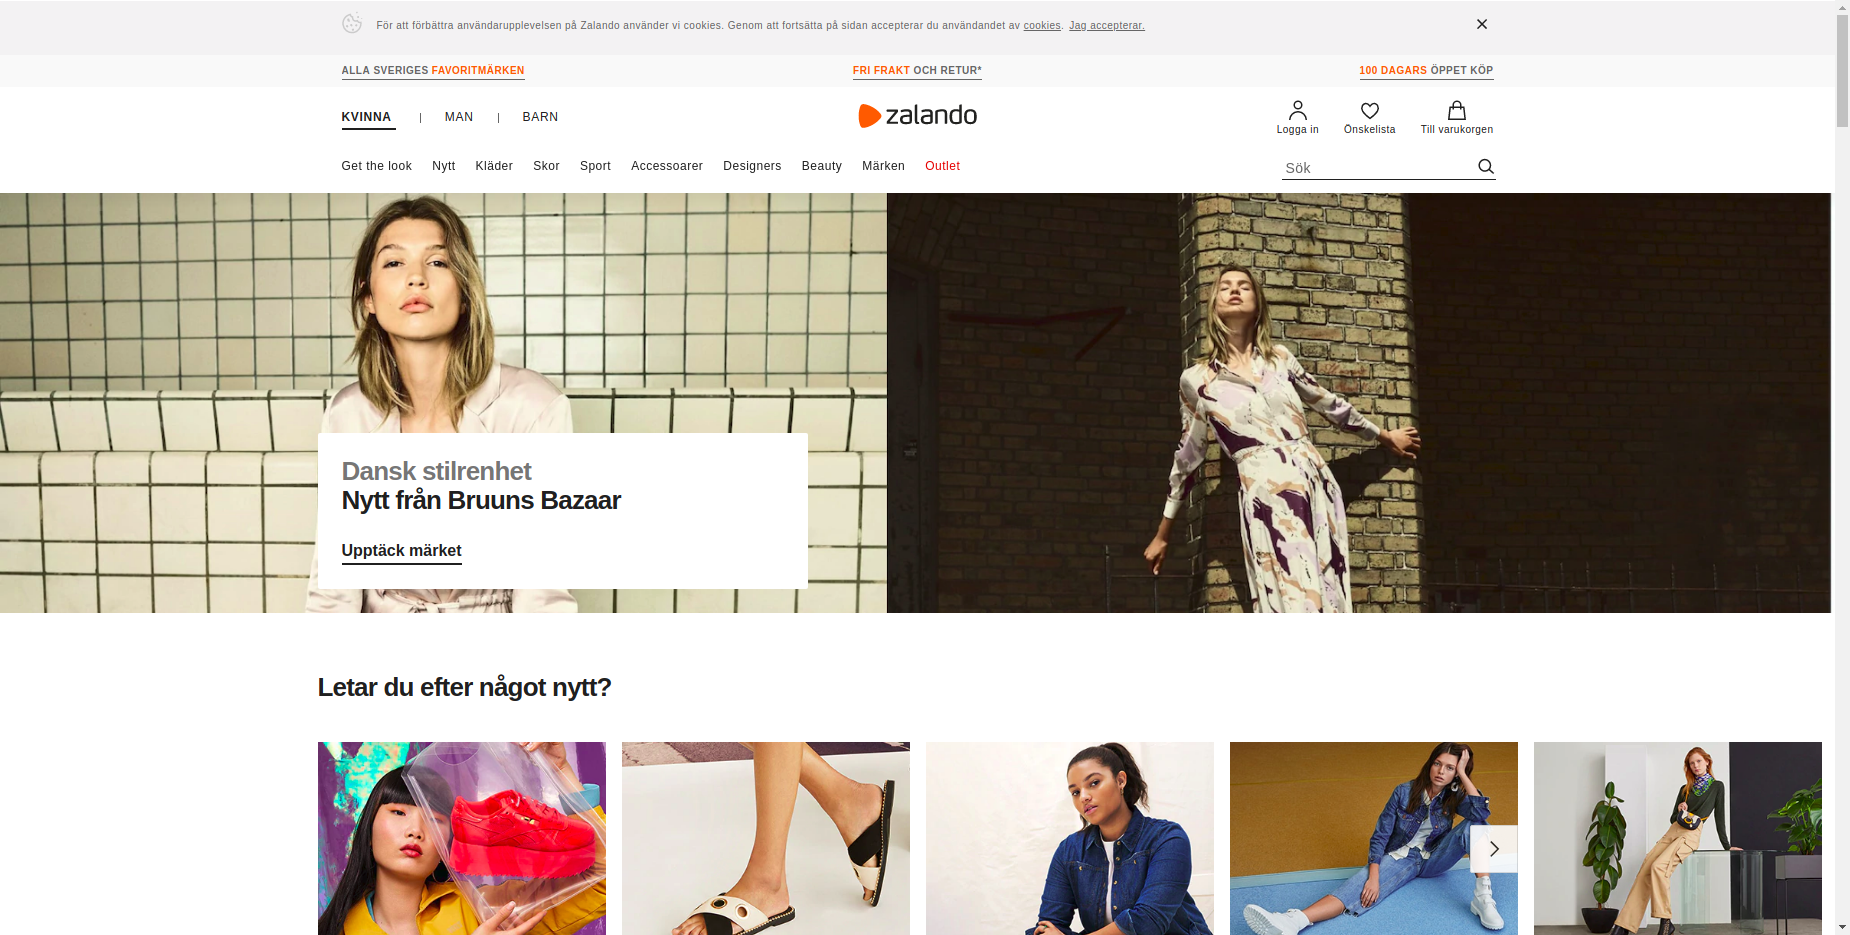 För att förbättra användarupplevelsen på Zalando använder vi cookies. Genom att fortsätta på sidan accepterar du användandet av cookies. Jag accepterar.
ALLA SVERIGES FAVORITMÄRKEN
FRI FRAKT OCH RETUR*
100 DAGARS ÖPPET KÖP
KVINNA | MAN | BARN
zalando
Logga in
Önskelista
Till varukorgen
Get the look Nytt Kläder Skor Sport Accessoarer Designers Beauty Märken Outlet
Sök
Dansk stilrenhet
Nytt från Bruuns Bazaar
Upptäck märket
Letar du efter något nytt?